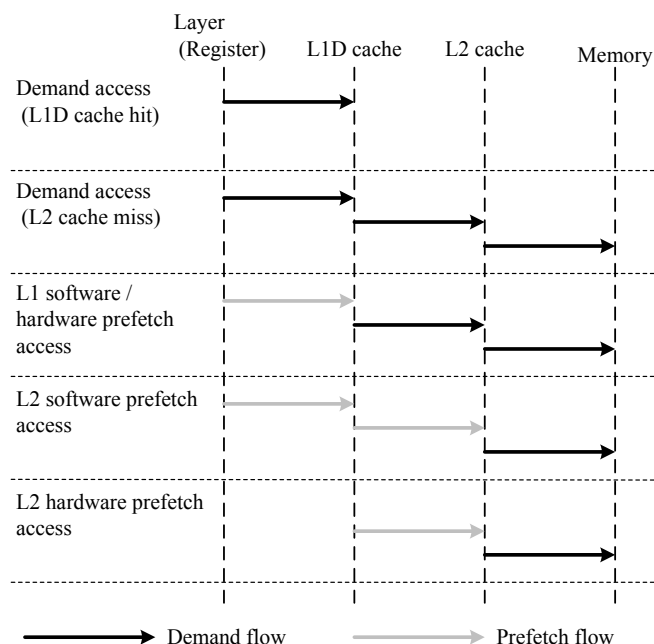 Layer
(Register)
L1D cache
L2 cache
Memory
Demand access
(L1D cache hit)
Demand access
(L2 cache miss)
L1 software /
hardware prefetch
access
L2 software prefetch
access
L2 hardware prefetch
access
Demand flow
Prefetch flow